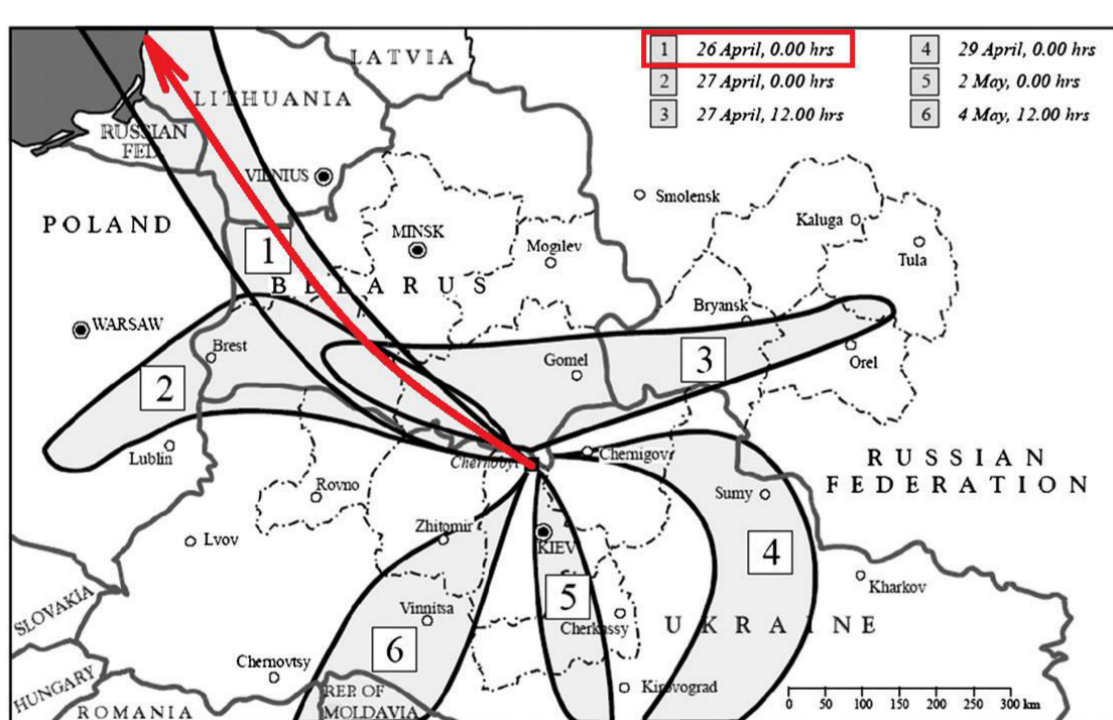 1 26 April, 0.00 hrs
2 27 April, 0.00 hrs
3 27 April, 12.00 hrs
4 29 April, 0.00 hrs
5 2 May, 0.00 hrs
6 4 May, 12.00 hrs
LATVIA
LITHUANIA
RUSSIAN
FED.
VILNIUS
Smolensk
POLAND
MINSK
Mogilev
Kaluga
Tula
1
BELARUS
WARSAW
Bryansk
Brest
Gomel
3
Orel
2
Lublin
Chernobyl
Chernigov
RUSSIAN
FEDERATION
Rovno
Sumy
Lvov
Zhitomir
KIEV
4
Kharkov
SLOVAKIA
Vinnitsa
5
Cherkassy
UKRAINE
6
Chernovtsy
HUNGARY
REP. OF
MOLDAVIA
Kirovograd
ROMANIA
0 50 100 150 200 250 300 km